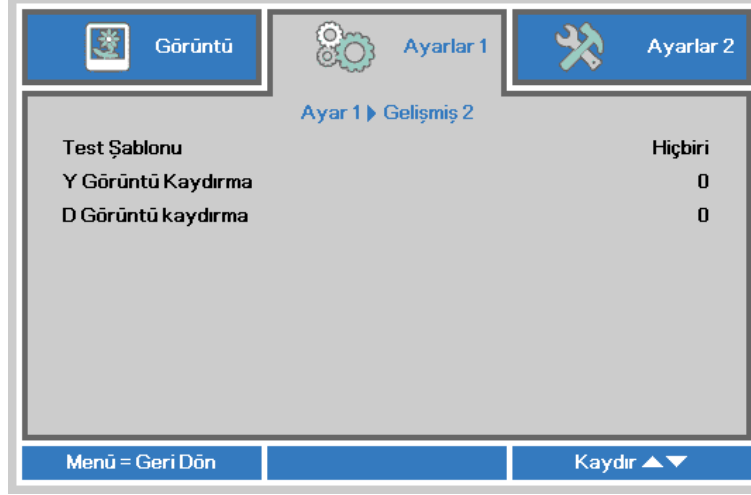 Görüntü
Ayarlar 1
Ayarlar 2
Ayar 1 ▶ Gelişmiş 2
Test Şablonu Hiçbiri
Y Görüntü Kaydırma 0
D Görüntü kaydırma 0
Menü = Geri Dön
Kaydır ▲▼